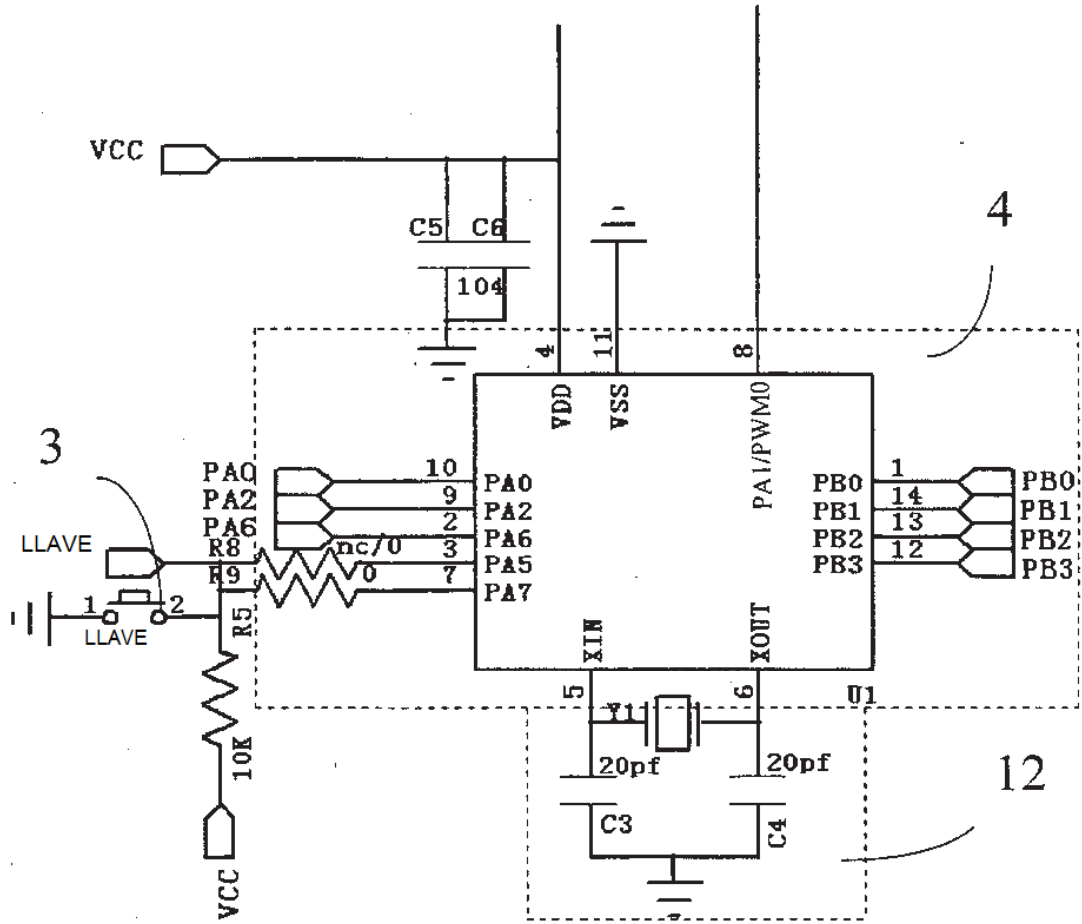 VCC
C5 C6
104
4
4
11
8
VDD
VSS
PA1/PWM0
3
PA0
PA2
PA6
LLAVE
R8
R9
nc/0
0
10
9
2
3
7
PA0
PA2
PA6
PA5
PA7
PB0
PB1
PB2
PB3
1
14
13
12
PB0
PB1
PB2
PB3
1
2
LLAVE
R5
10K
VCC
XIN
XOUT
5
6
U1
Y1
20pf
20pf
C3
C4
12